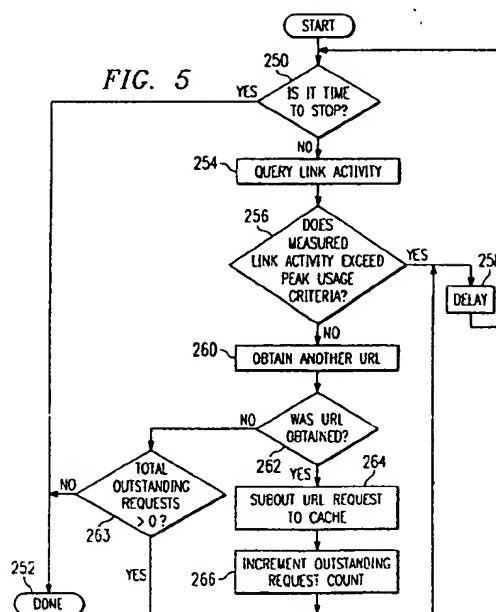 START
FIG. 5
250
YES
IS IT TIME
TO STOP?
NO
254
QUERY LINK ACTIVITY
256
DOES
MEASURED
LINK ACTIVITY EXCEED
PEAK USAGE
CRITERIA?
YES
258
DELAY
NO
260
OBTAIN ANOTHER URL
NO
WAS URL
OBTAINED?
262
YES
264
NO
TOTAL
OUTSTANDING
REQUESTS
> 0?
263
SUBOUT URL REQUEST
TO CACHE
252
DONE
YES
266
INCREMENT OUTSTANDING
REQUEST COUNT